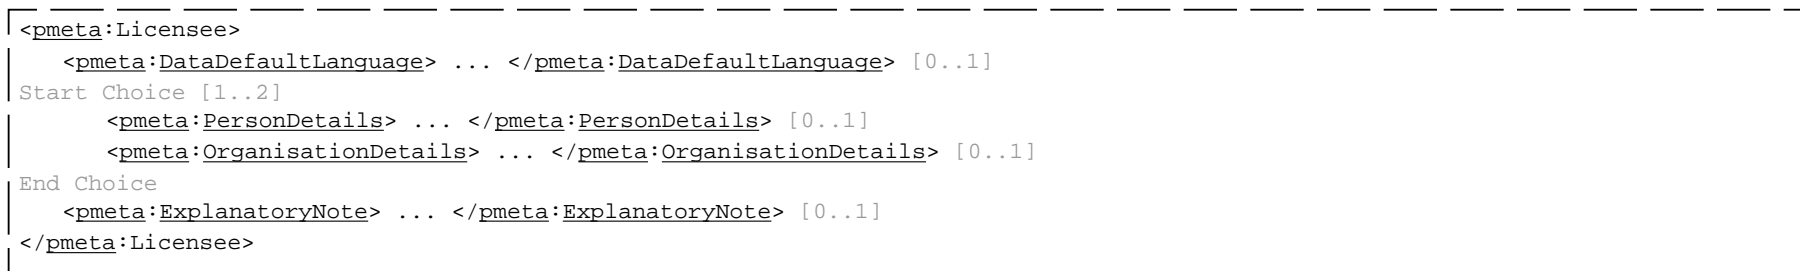 <pmeta:Licensee>
<pmeta:DataDefaultLanguage> ... </pmeta:DataDefaultLanguage> [0..1]
Start Choice [1..2]
<pmeta:PersonDetails> ... </pmeta:PersonDetails> [0..1]
<pmeta:OrganisationDetails> ... </pmeta:OrganisationDetails> [0..1]
End Choice
<pmeta:ExplanatoryNote> ... </pmeta:ExplanatoryNote> [0..1]
</pmeta:Licensee>